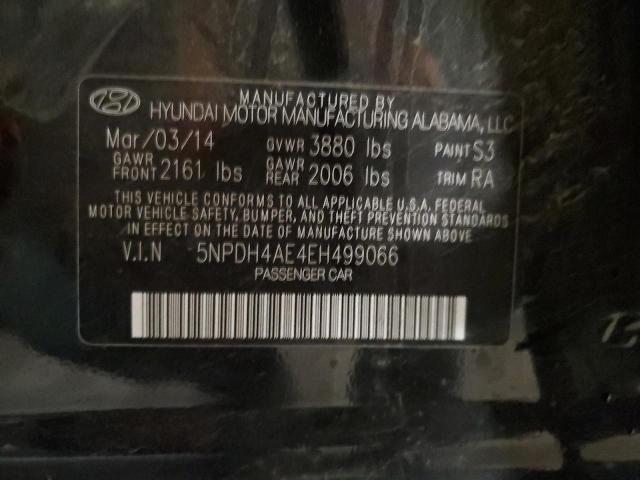 MANUFACTURED BY
HYUNDAI MOTOR MANUFACTURING ALABAMA, LLC
Mar/03/14 GVWR 3880 lbs PAINT S3
GAWR FRONT 2161 lbs GAWR REAR 2006 lbs TRIM RA
THIS VEHICLE CONFORMS TO ALL APPLICABLE U.S.A. FEDERAL
MOTOR VEHICLE SAFETY, BUMPER, AND THEFT PREVENTION STANDARDS
IN EFFECT ON THE DATE OF MANUFACTURE SHOWN ABOVE.
V.I.N 5NPDH4AE4EH499066
PASSENGER CAR